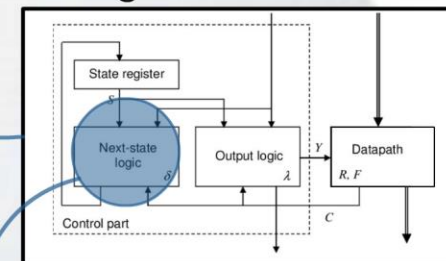 State register
S
Next-state
logic
δ
Output logic
λ
Y
Datapath
R, F
C
Control part